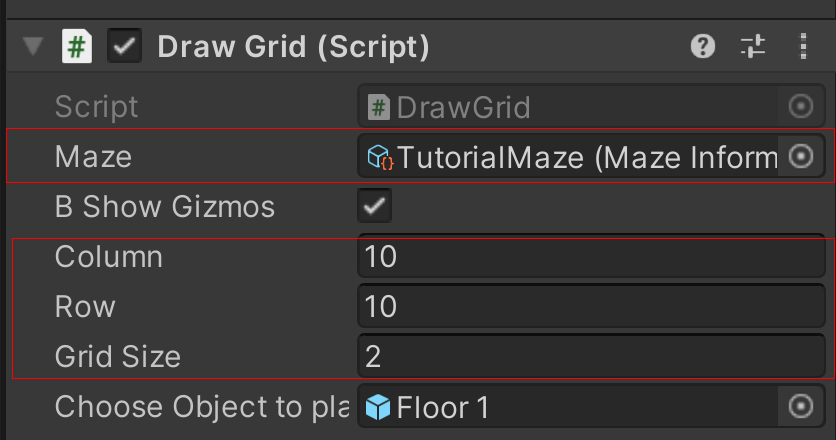 Draw Grid (Script)
Script DrawGrid
Maze TutorialMaze (Maze Inform
B Show Gizmos
Column 10
Row 10
Grid Size 2
Choose Object to pla Floor 1